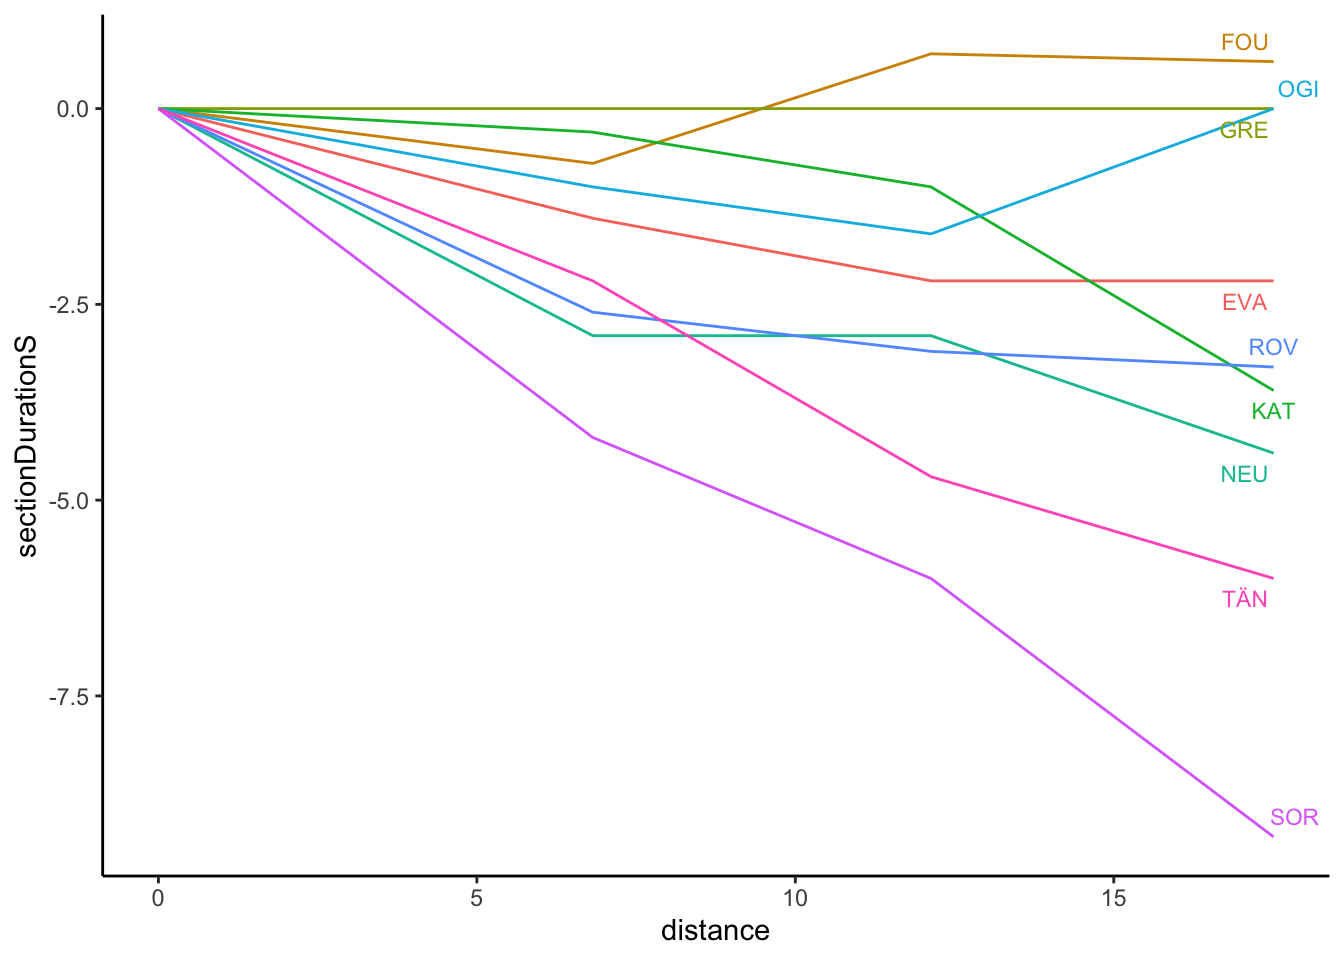 FOU
OGI
0.0
GRE
-2.5
EVA
ROV
KAT
NEU
-5.0
TÄN
-7.5
SOR
0 5 10 15
distance
sectionDurationS